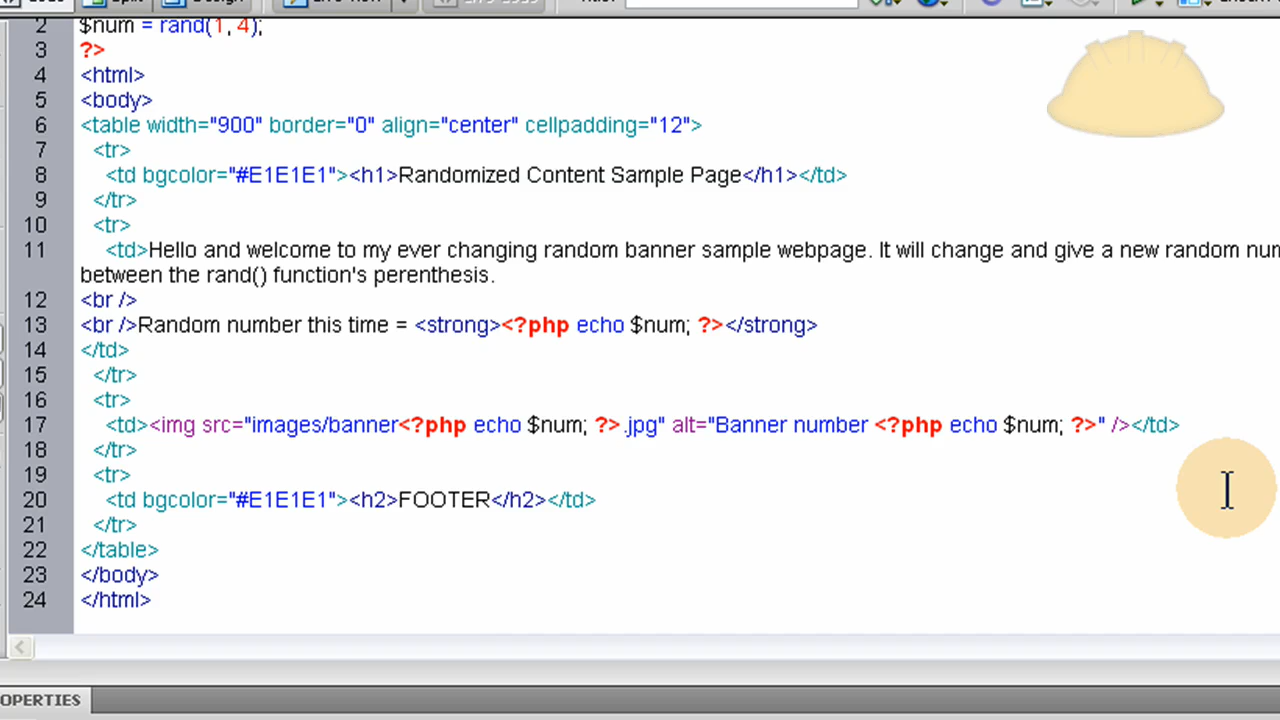 2 $num = rand(1, 4);
3 ?>
4 <html>
5 <body>
6 <table width="900" border="0" align="center" cellpadding="12">
7 <tr>
8 <td bgcolor="#E1E1E1"><h1>Randomized Content Sample Page</h1></td>
9 </tr>
10 <tr>
11 <td>Hello and welcome to my ever changing random banner sample webpage. It will change and give a new random
between the rand() function's perenthesis.
12 <br />
13 <br />Random number this time = <strong><?php echo $num; ?></strong>
14 </td>
15 </tr>
16 <tr>
17 <td><img src="images/banner<?php echo $num; ?>.jpg" alt="Banner number <?php echo $num; ?>" /></td>
18 </tr>
19 <tr>
20 <td bgcolor="#E1E1E1"><h2>FOOTER</h2></td>
21 </tr>
22 </table>
23 </body>
24 </html>
OPERTIES